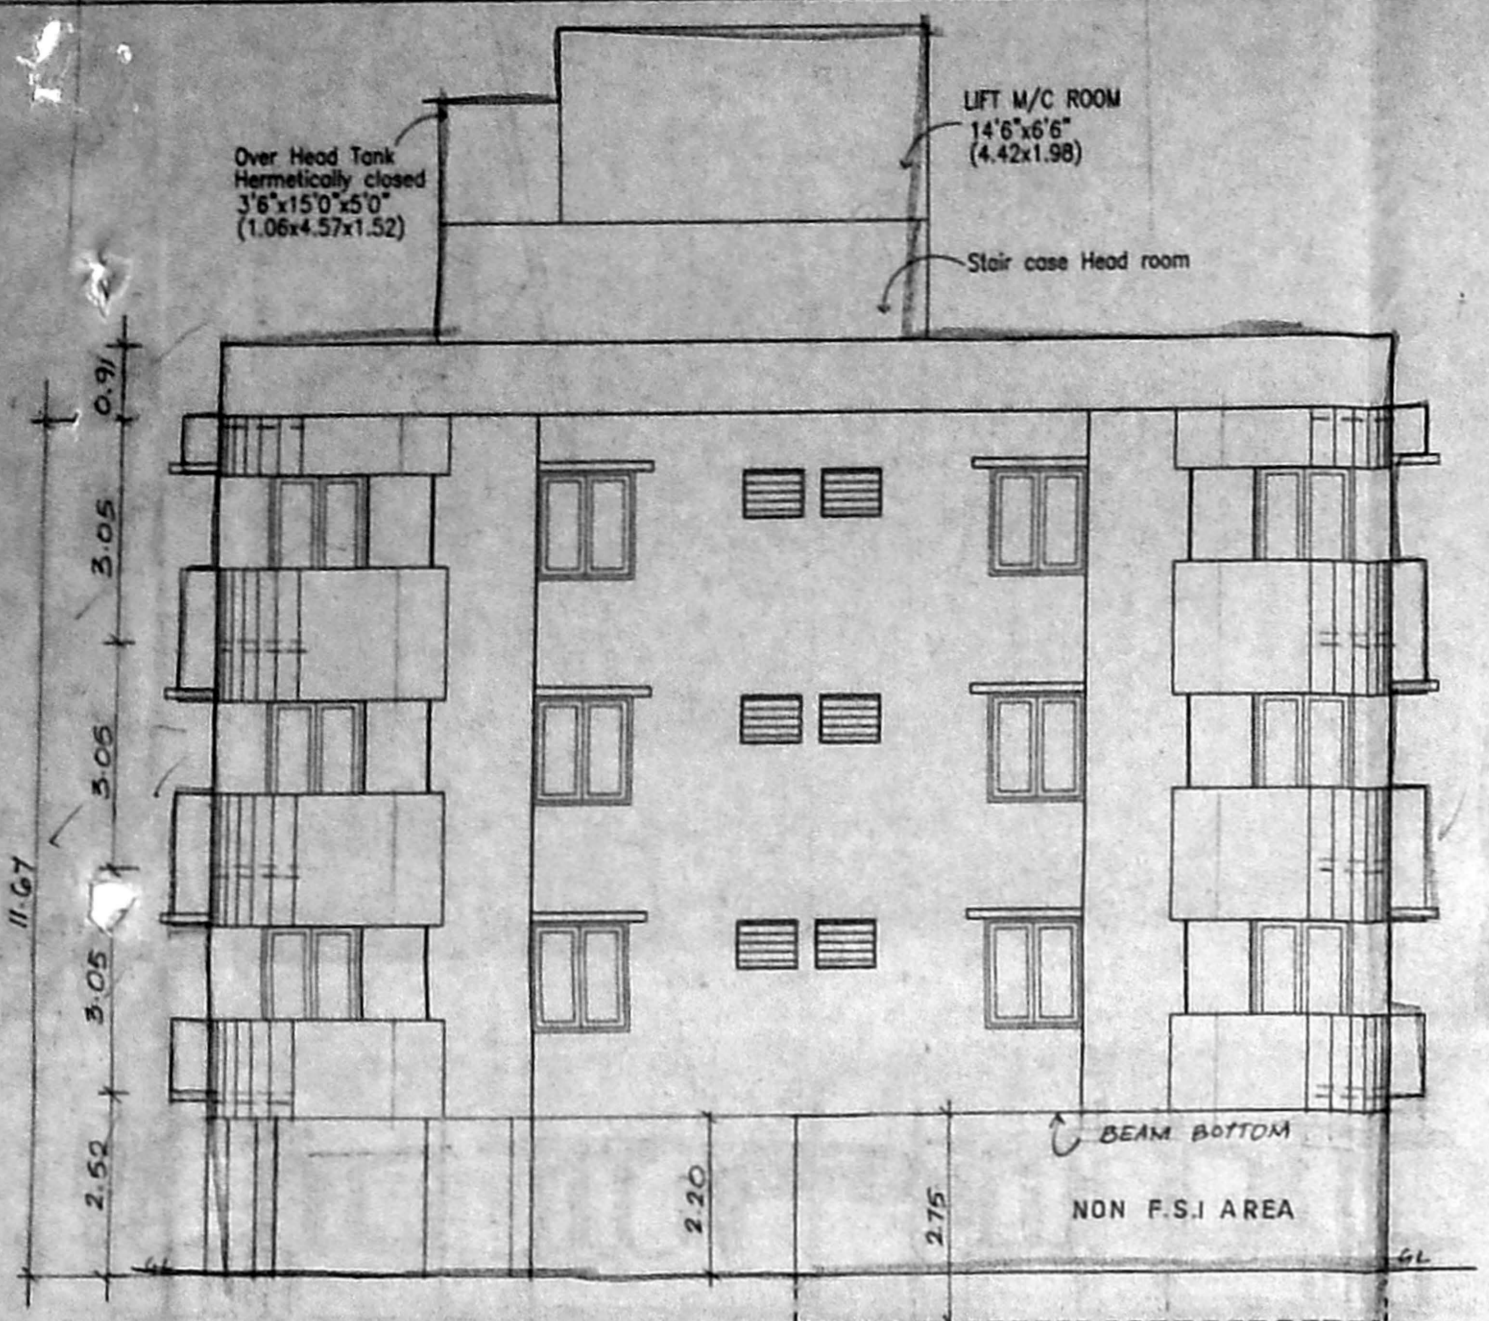 LIFT M/C ROOM
14'6"x6'6"
(4.42x1.98)
Over Head Tank
Hermetically closed
3'6"x15'0"x5'0"
(1.06x4.57x1.52)
Stair case Head room
0.91
3.05
3.05
11.67
3.05
2.52
2.20
2.75
BEAM BOTTOM
NON F.S.I AREA
GL
GL